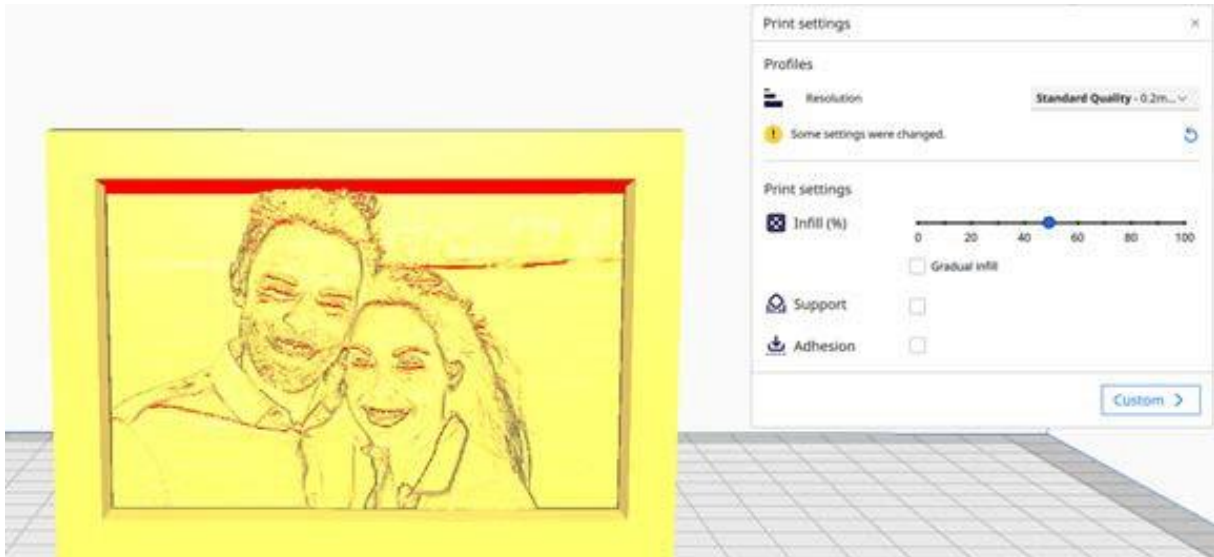 Print settings
Profiles
Resolution
Standard Quality - 0.2m...
Some settings were changed.
Print settings
Infill (%)
0 20 40 60 80 100
Gradual infill
Support
Adhesion
Custom